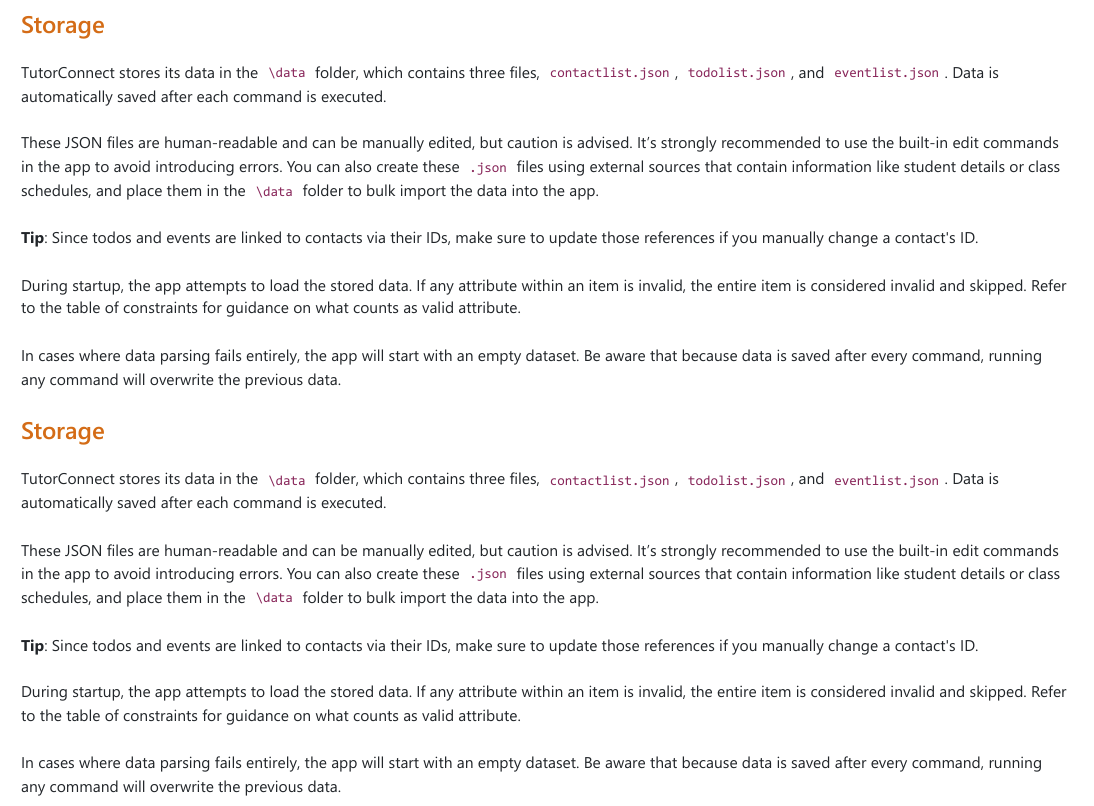 Storage
TutorConnect stores its data in the \data folder, which contains three files, contactlist.json , todolist.json , and eventlist.json . Data is
automatically saved after each command is executed.
These JSON files are human-readable and can be manually edited, but caution is advised. It’s strongly recommended to use the built-in edit commands
in the app to avoid introducing errors. You can also create these .json files using external sources that contain information like student details or class
schedules, and place them in the \data folder to bulk import the data into the app.
Tip: Since todos and events are linked to contacts via their IDs, make sure to update those references if you manually change a contact's ID.
During startup, the app attempts to load the stored data. If any attribute within an item is invalid, the entire item is considered invalid and skipped. Refer
to the table of constraints for guidance on what counts as valid attribute.
In cases where data parsing fails entirely, the app will start with an empty dataset. Be aware that because data is saved after every command, running
any command will overwrite the previous data.
Storage
TutorConnect stores its data in the \data folder, which contains three files, contactlist.json , todolist.json , and eventlist.json . Data is
automatically saved after each command is executed.
These JSON files are human-readable and can be manually edited, but caution is advised. It’s strongly recommended to use the built-in edit commands
in the app to avoid introducing errors. You can also create these .json files using external sources that contain information like student details or class
schedules, and place them in the \data folder to bulk import the data into the app.
Tip: Since todos and events are linked to contacts via their IDs, make sure to update those references if you manually change a contact's ID.
During startup, the app attempts to load the stored data. If any attribute within an item is invalid, the entire item is considered invalid and skipped. Refer
to the table of constraints for guidance on what counts as valid attribute.
In cases where data parsing fails entirely, the app will start with an empty dataset. Be aware that because data is saved after every command, running
any command will overwrite the previous data.